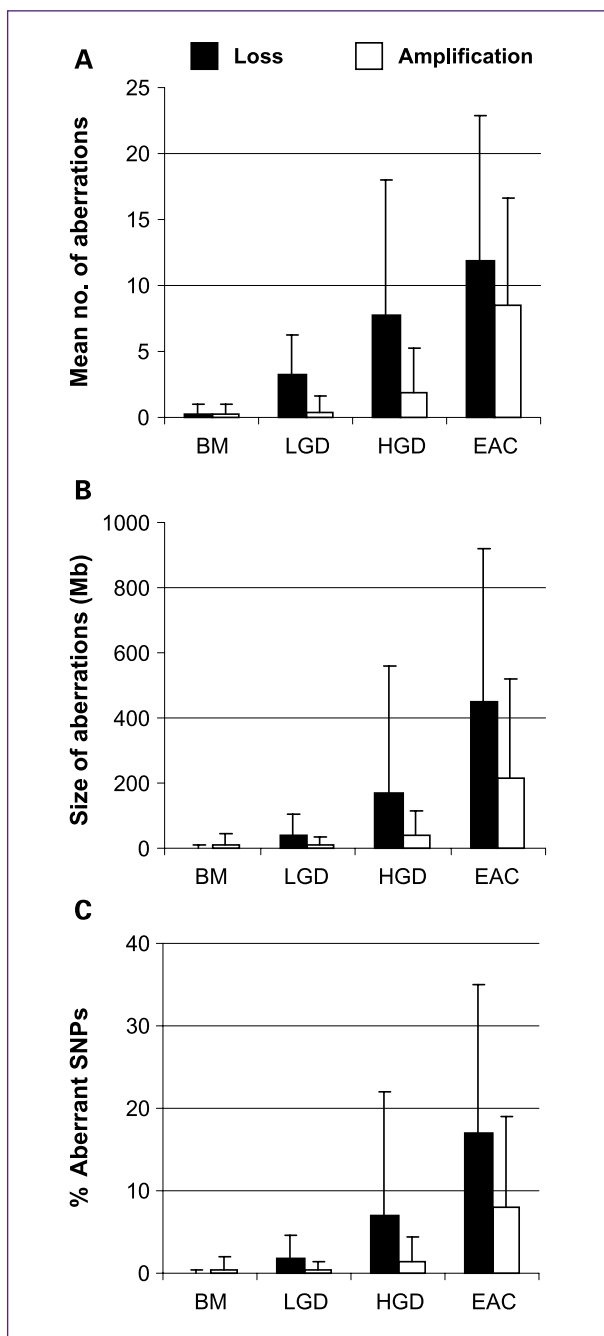 A
Loss Amplification
Mean no. of aberrations
25
20
15
10
5
0
BM LGD HGD EAC
B
Size of aberrations (Mb)
1000
800
600
400
200
0
BM LGD HGD EAC
C
% Aberrant SNPs
40
30
20
10
0
BM LGD HGD EAC